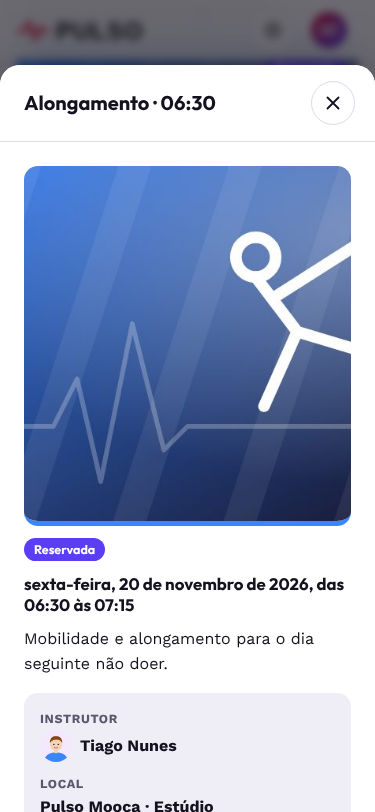 PULSO
Alongamento · 06:30
Reservada
sexta-feira, 20 de novembro de 2026, das
06:30 às 07:15
Mobilidade e alongamento para o dia
seguinte não doer.
INSTRUTOR
Tiago Nunes
LOCAL
Pulso Mooca · Estúdio